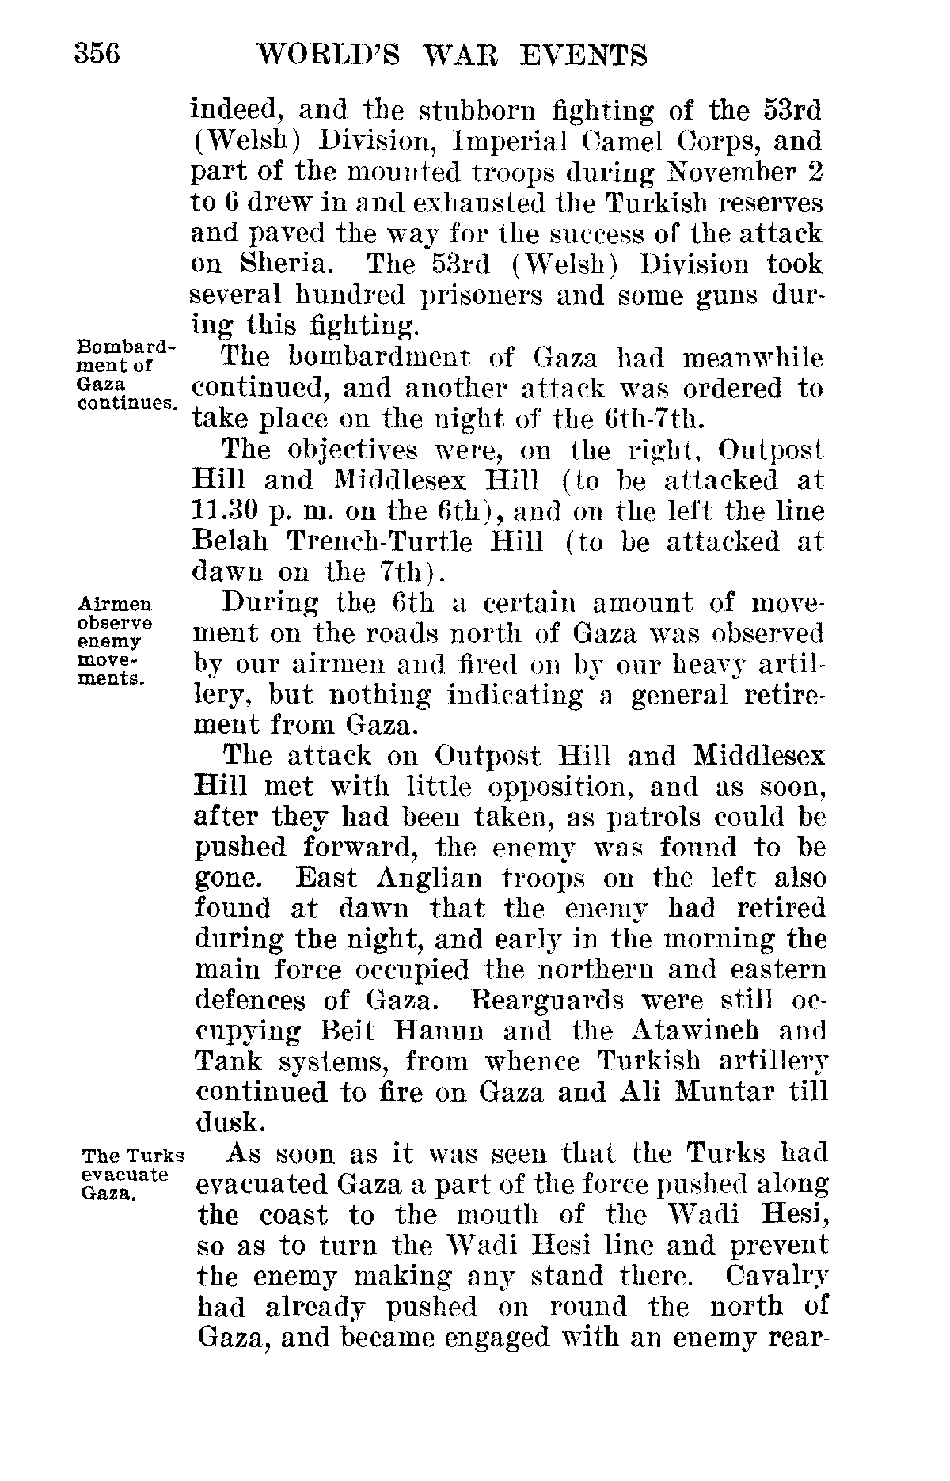 356 WORLD'S WAR EVENTS
indeed, and the stubborn fighting of the 53rd
(Welsh) Division, Imperial Camel Corps, and
part of the mounted troops during November 2
to 6 drew in and exhausted the Turkish reserves
and paved the way for the success of the attack
on Sheria. The 53rd (Welsh) Division took
several hundred prisoners and some guns dur-
ing this fighting.
Bombard-
ment of
Gaza
continues.
The bombardment of Gaza had meanwhile
continued, and another attack was ordered to
take place on the night of the 6th-7th.
The objectives were, on the right, Outpost
Hill and Middlesex Hill (to be attacked at
11.30 p. m. on the 6th), and on the left the line
Belah Trench-Turtle Hill (to be attacked at
dawn on the 7th).
Airmen
observe
enemy
move-
ments.
During the 6th a certain amount of move-
ment on the roads north of Gaza was observed
by our airmen and fired on by our heavy artil-
lery, but nothing indicating a general retire-
ment from Gaza.
The attack on Outpost Hill and Middlesex
Hill met with little opposition, and as soon,
after they had been taken, as patrols could be
pushed forward, the enemy was found to be
gone. East Anglian troops on the left also
found at dawn that the enemy had retired
during the night, and early in the morning the
main force occupied the northern and eastern
defences of Gaza. Rearguards were still oc-
cupying Beit Hanun and the Atawineh and
Tank systems, from whence Turkish artillery
continued to fire on Gaza and Ali Muntar till
dusk.
The Turks
evacuate
Gaza.
As soon as it was seen that the Turks had
evacuated Gaza a part of the force pushed along
the coast to the mouth of the Wadi Hesi,
so as to turn the Wadi Hesi line and prevent
the enemy making any stand there. Cavalry
had already pushed on round the north of
Gaza, and became engaged with an enemy rear-